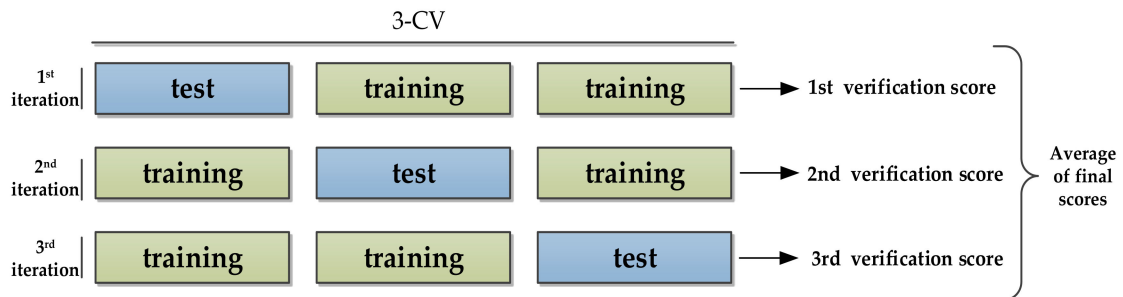 3-CV
1st
iteration
test
training
training
1st verification score
2nd
iteration
training
test
training
2nd verification score
3rd
iteration
training
training
test
3rd verification score
Average
of final
scores